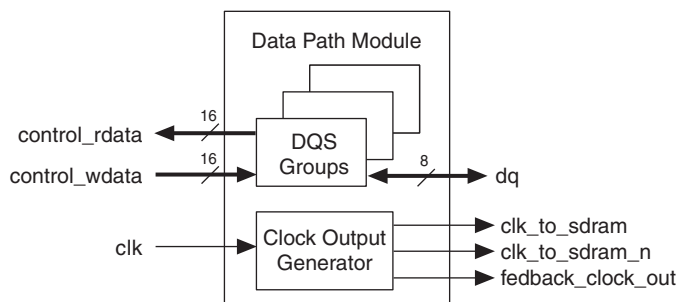 Data Path Module
16
control_rdata
DQS
Groups
16
control_wdata
8
dq
clk
Clock Output
Generator
clk_to_sdram
clk_to_sdram_n
fedback_clock_out